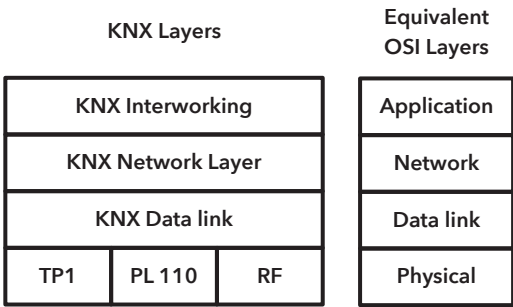 KNX Layers
Equivalent
OSI Layers
KNX Interworking
Application
KNX Network Layer
Network
KNX Data link
Data link
TP1
PL 110
RF
Physical